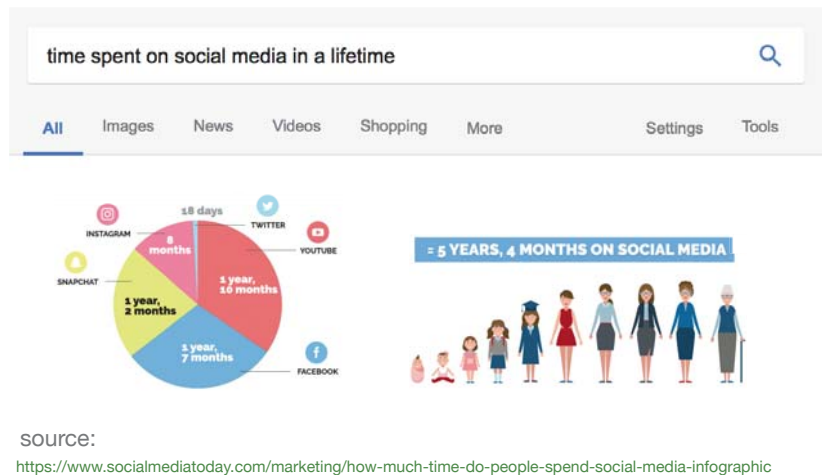 time spent on social media in a lifetime
All Images News Videos Shopping More Settings Tools
18 days
TWITTER
INSTAGRAM
8
months
YOUTUBE
SNAPCHAT
1 year,
10 months
1 year,
2 months
1 year,
7 months
FACEBOOK
= 5 YEARS, 4 MONTHS ON SOCIAL MEDIA
source:
https://www.socialmediatoday.com/marketing/how-much-time-do-people-spend-social-media-infographic